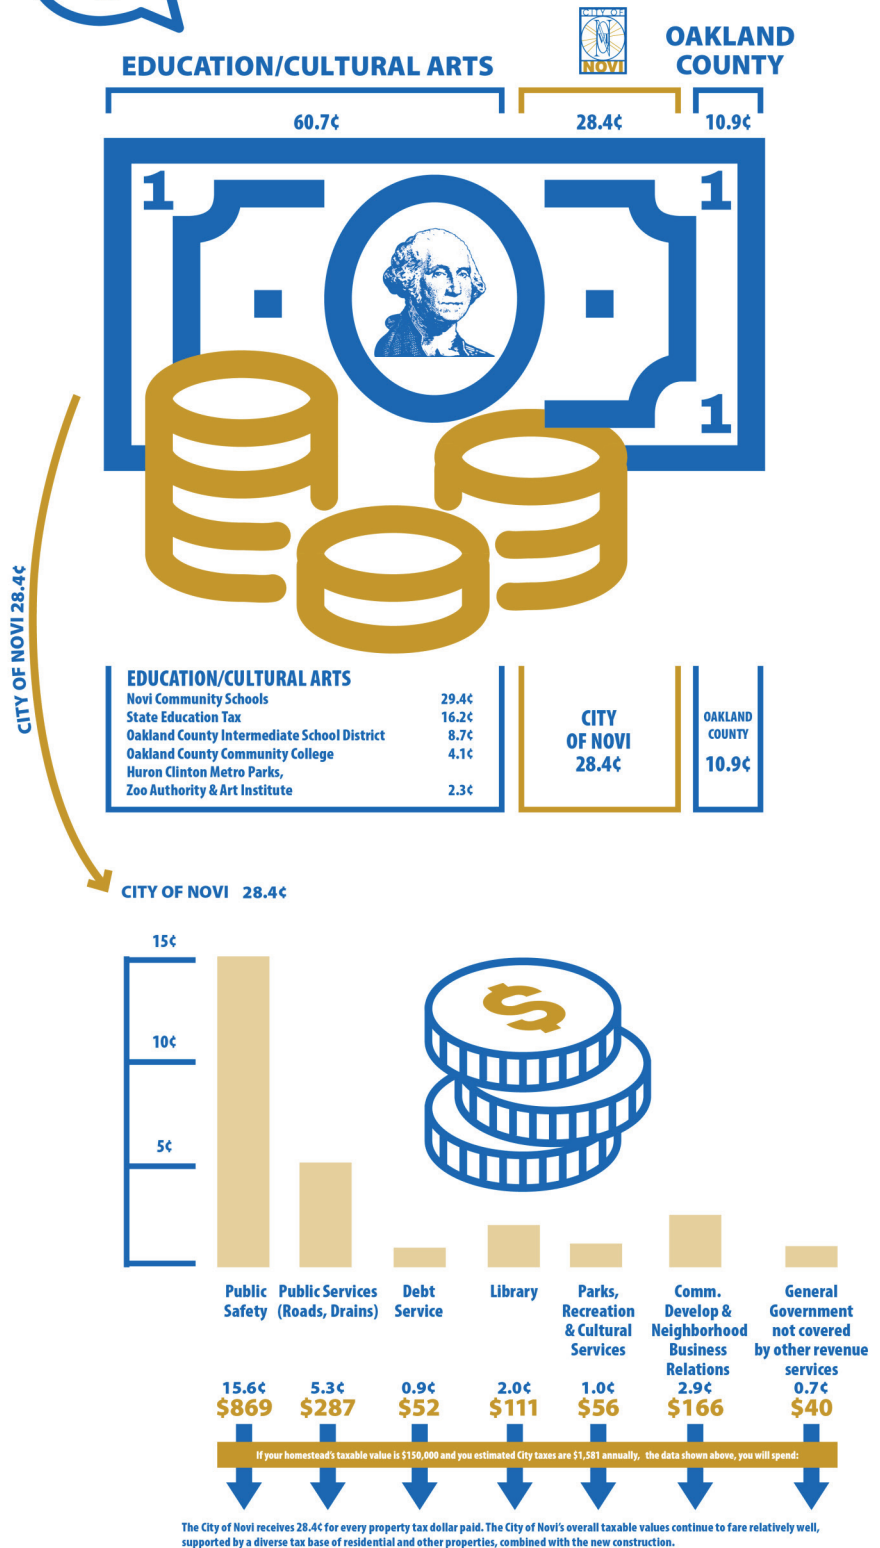 CITY OF
NOVI
EDUCATION/CULTURAL ARTS
OAKLAND
COUNTY
60.7¢
28.4¢
10.9¢
1
1
1
CITY OF NOVI 28.4¢
EDUCATION/CULTURAL ARTS
Novi Community Schools 29.4¢
State Education Tax 16.2¢
Oakland County Intermediate School District 8.7¢
Oakland County Community College 4.1¢
Huron Clinton Metro Parks,
Zoo Authority & Art Institute 2.3¢
CITY
OF NOVI
28.4¢
OAKLAND
COUNTY
10.9¢
CITY OF NOVI 28.4¢
15¢
10¢
5¢
$
Public
Safety
Public Services
(Roads, Drains)
Debt
Service
Library
Parks,
Recreation
& Cultural
Services
Comm.
Develop &
Neighborhood
Business
Relations
General
Government
not covered
by other revenue
services
15.6¢ 5.3¢ 0.9¢ 2.0¢ 1.0¢ 2.9¢ 0.7¢
$869 $287 $52 $111 $56 $166 $40
If your homestead's taxable value is $150,000 and you estimated City taxes are $1,581 annually, the data shown above, you will spend:
The City of Novi receives 28.4¢ for every property tax dollar paid. The City of Novi's overall taxable values continue to fare relatively well,
supported by a diverse tax base of residential and other properties, combined with the new construction.